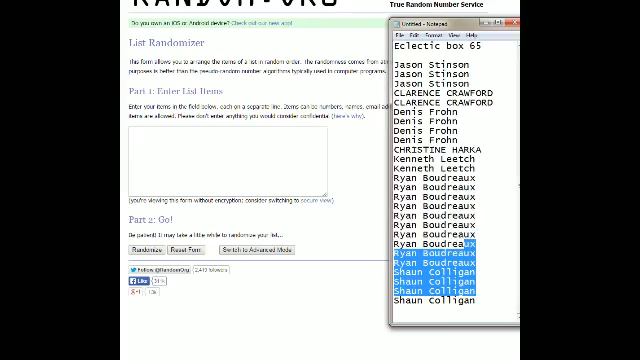 RANDOM.ORG
True Random Number Service
Do you own an iOS or Android device? Check out our new app!
List Randomizer
This form allows you to arrange the items of a list in random order. The randomness comes from atm
purposes is better than the pseudo-random number algorithms typically used in computer programs.
Part 1: Enter List Items
Enter your items in the field below, each on a separate line. Items can be numbers, names, email ad
items are allowed. Please don't enter anything you would consider confidential (here's why).
(you're viewing this form without encryption; consider switching to secure view)
Part 2: Go!
Be patient! It may take a little while to randomize your list...
Randomize
Reset Form
Switch to Advanced Mode
Follow @RandomOrg
2,419 followers
Like
Untitled - Notepad
File Edit Format View Help
Eclectic box 65
Jason Stinson
Jason Stinson
Jason Stinson
CLARENCE CRAWFORD
CLARENCE CRAWFORD
Denis Frohn
Denis Frohn
Denis Frohn
Denis Frohn
CHRISTINE HARKA
Kenneth Leetch
Kenneth Leetch
Ryan Boudreaux
Ryan Boudreaux
Ryan Boudreaux
Ryan Boudreaux
Ryan Boudreaux
Ryan Boudreaux
Ryan Boudreaux
Ryan Boudreaux
Ryan Boudreaux
Ryan Boudreaux
Shaun Colligan
Shaun Colligan
Shaun Colligan
Shaun Colligan